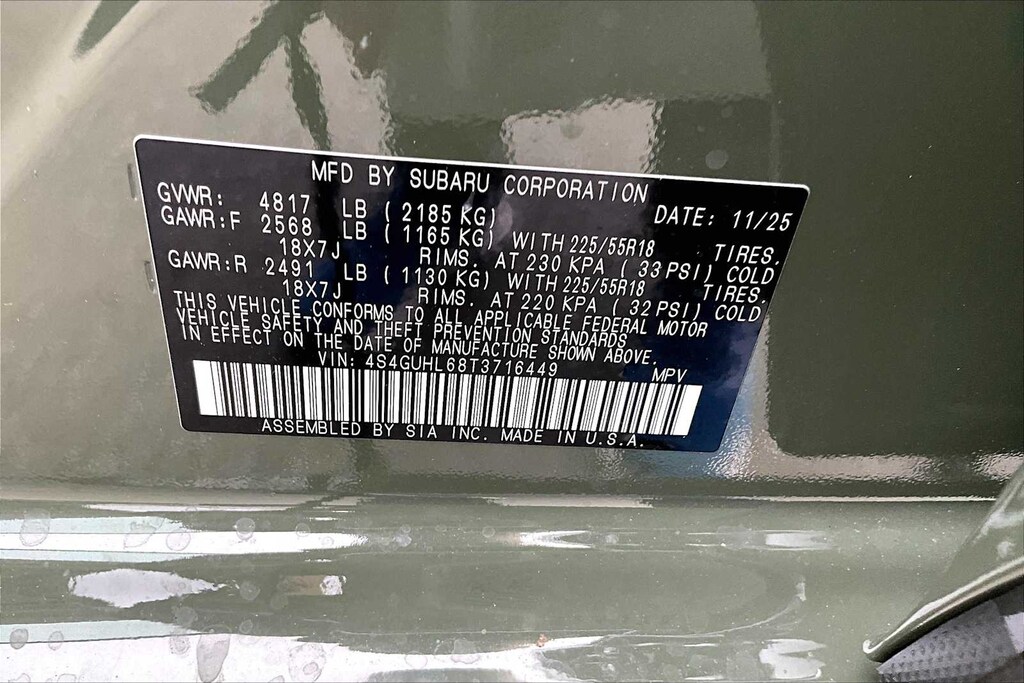 MFD BY SUBARU CORPORATION
GVWR: 4817 LB ( 2185 KG) DATE: 11/25
GAWR:F 2568 LB ( 1165 KG) WITH 225/55R18 TIRES.
18X7J RIMS. AT 230 KPA ( 33 PSI) COLD
GAWR:R 2491 LB ( 1130 KG) WITH 225/55R18 TIRES.
18X7J RIMS. AT 220 KPA ( 32 PSI) COLD
THIS VEHICLE CONFORMS TO ALL APPLICABLE FEDERAL MOTOR
VEHICLE SAFETY AND THEFT PREVENTION STANDARDS
IN EFFECT ON THE DATE OF MANUFACTURE SHOWN ABOVE.
VIN: 4S4GUHL68T3716449 MPV
ASSEMBLED BY SIA INC. MADE IN U.S.A.